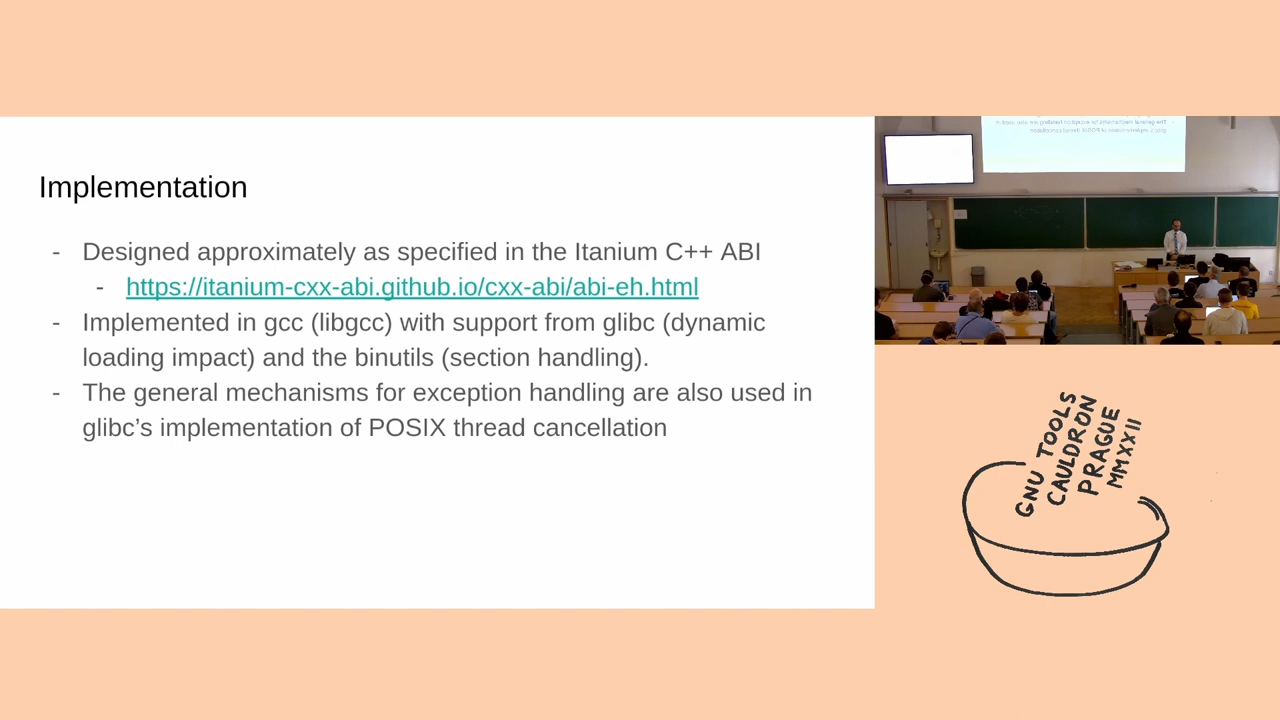 Implementation
- Designed approximately as specified in the Itanium C++ ABI
- https://itanium-cxx-abi.github.io/cxx-abi/abi-eh.html
- Implemented in gcc (libgcc) with support from glibc (dynamic
loading impact) and the binutils (section handling).
- The general mechanisms for exception handling are also used in
glibc’s implementation of POSIX thread cancellation
GNU TOOLS
CAULDRON
PRAGUE
MMXXII